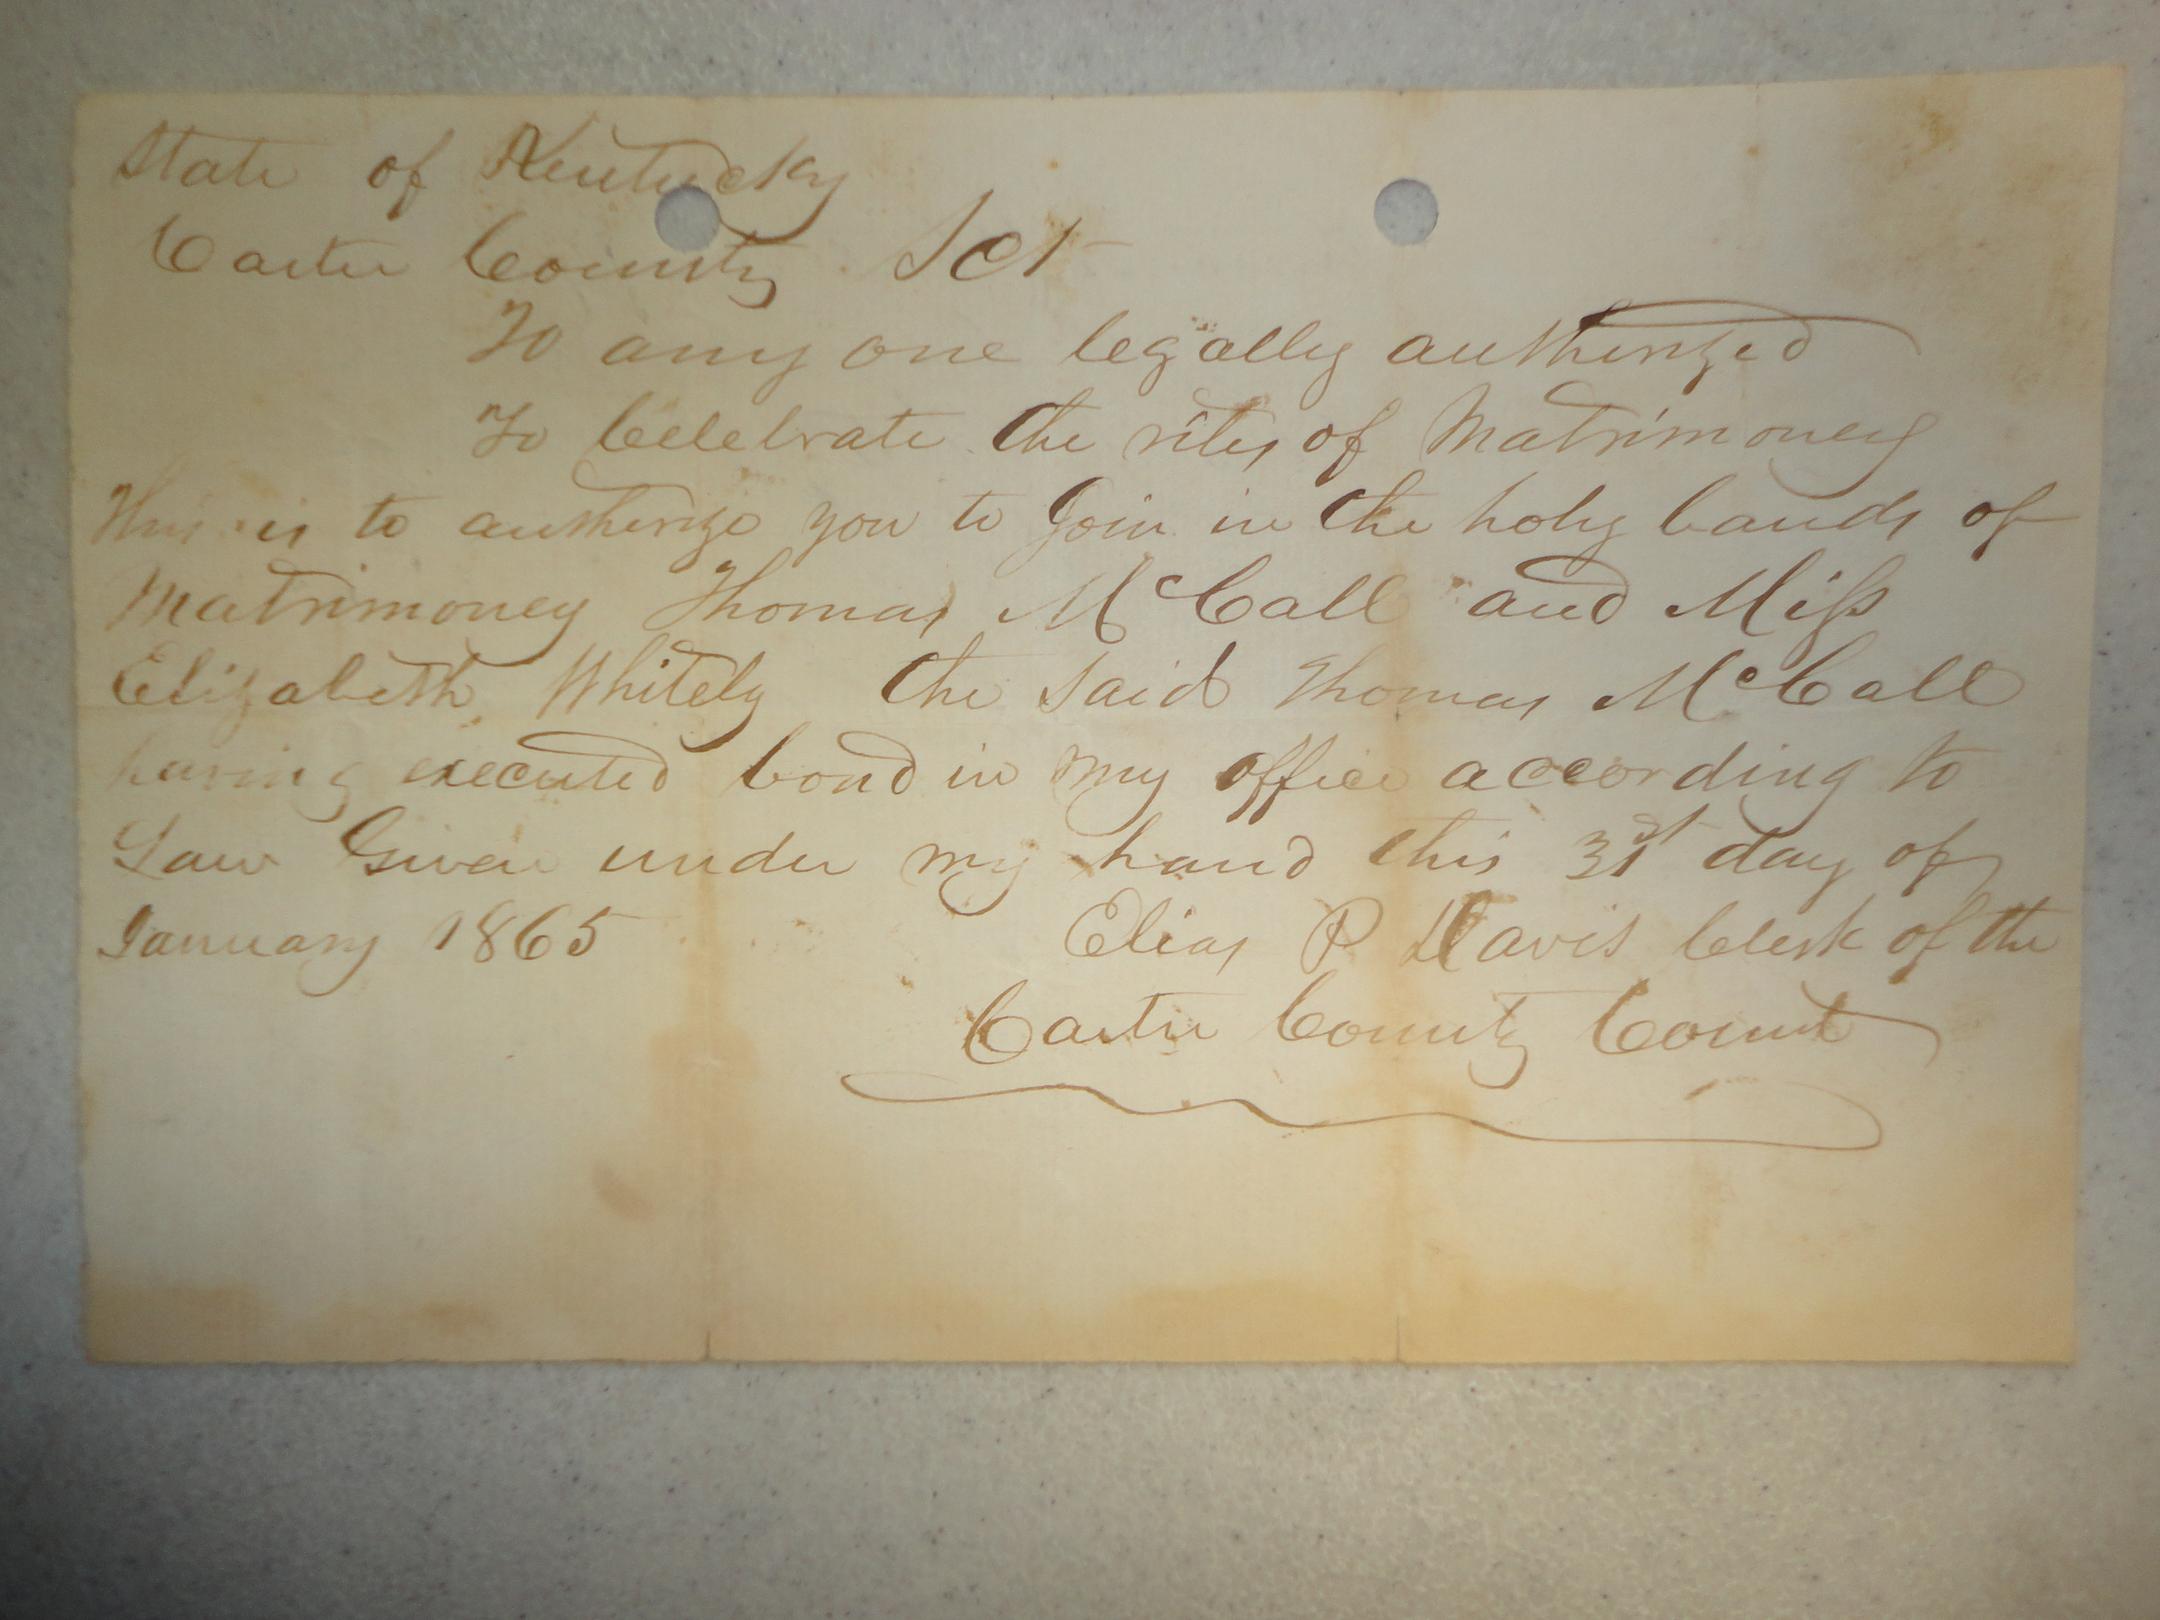 State of Kentucky
Carter County Sct
To any one legally autherized
To Celebrate the rites of Matrimoney
This is to autherize you to Join in the holy bands of
Matrimoney Thomas McCall and Miss
Elizabeth Whitely the said Thomas McCall
having executed bond in my office according to
Law Given under my hand this 31st day of
January 1865 Elias P Davis Clerk of the
Carter County Court